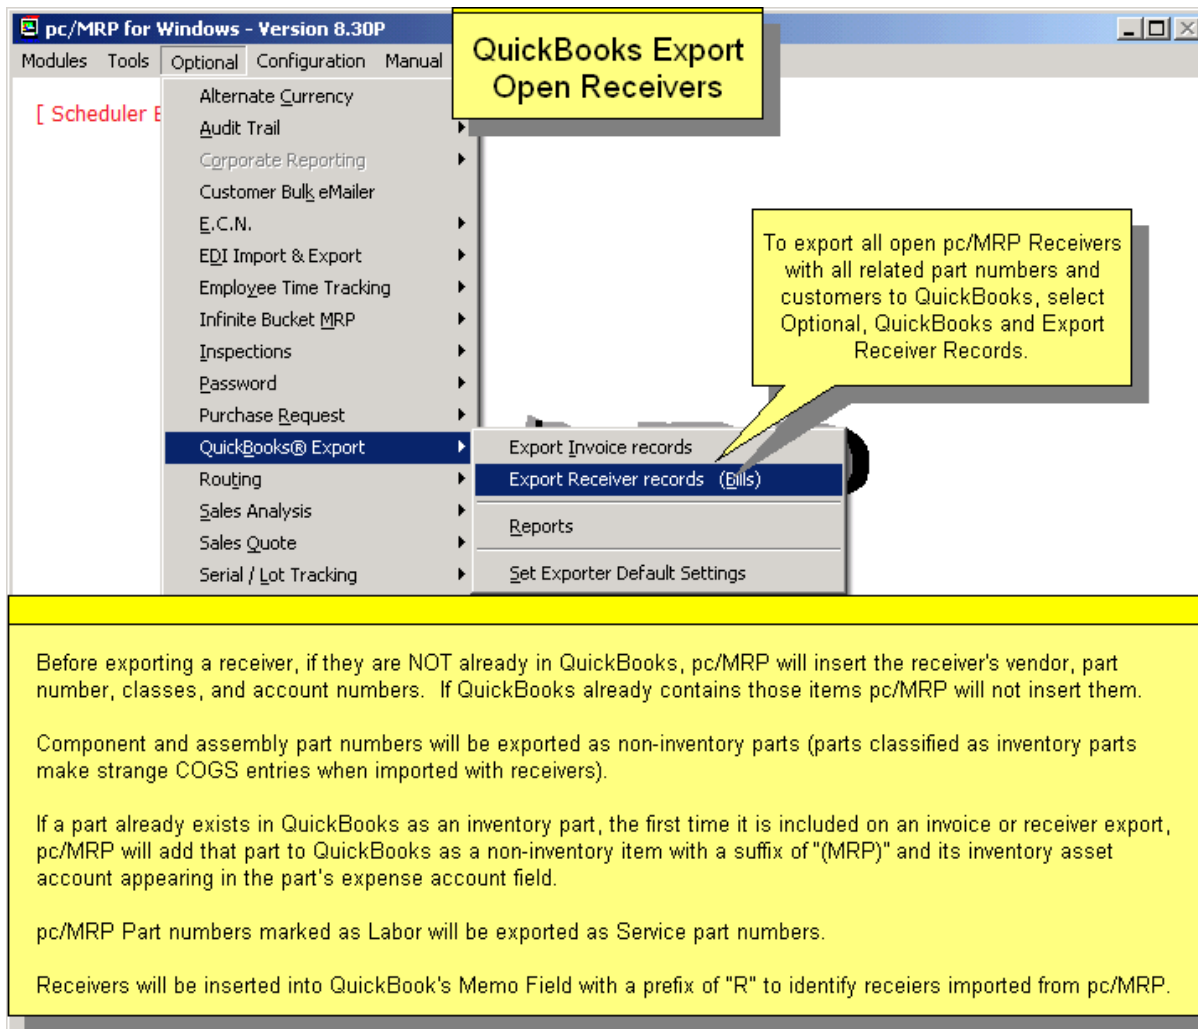 pc/MRP for Windows - Version 8.30P
Modules Tools Optional Configuration Manual
QuickBooks Export
Open Receivers
[ Scheduler
Alternate Currency
Audit Trail
Corporate Reporting
Customer Bulk eMailer
E.C.N.
EDI Import & Export
Employee Time Tracking
Infinite Bucket MRP
Inspections
Password
Purchase Request
QuickBooks® Export
Routing
Sales Analysis
Sales Quote
Serial / Lot Tracking
To export all open pc/MRP Receivers
with all related part numbers and
customers to QuickBooks, select
Optional, QuickBooks and Export
Receiver Records.
Export Invoice records
Export Receiver records (Bills)
Reports
Set Exporter Default Settings
Before exporting a receiver, if they are NOT already in QuickBooks, pc/MRP will insert the receiver's vendor, part
number, classes, and account numbers. If QuickBooks already contains those items pc/MRP will not insert them.
Component and assembly part numbers will be exported as non-inventory parts (parts classified as inventory parts
make strange COGS entries when imported with receivers).
If a part already exists in QuickBooks as an inventory part, the first time it is included on an invoice or receiver export,
pc/MRP will add that part to QuickBooks as a non-inventory item with a suffix of "(MRP)" and its inventory asset
account appearing in the part's expense account field.
pc/MRP Part numbers marked as Labor will be exported as Service part numbers.
Receivers will be inserted into QuickBook's Memo Field with a prefix of "R" to identify receiers imported from pc/MRP.